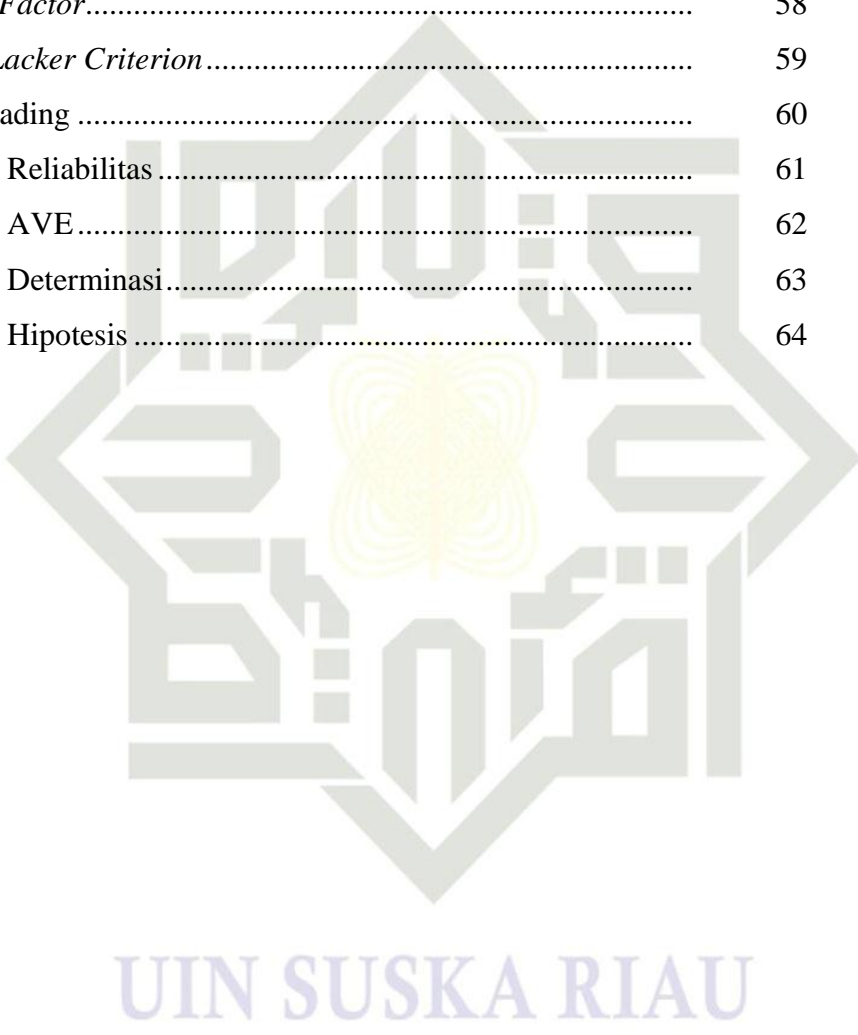 Factor............................................................................. 58
Lacker Criterion............................................................. 59
ading ............................................................................. 60
Reliabilitas ................................................................... 61
AVE............................................................................. 62
Determinasi.................................................................. 63
Hipotesis ...................................................................... 64
UIN SUSKA RIAU